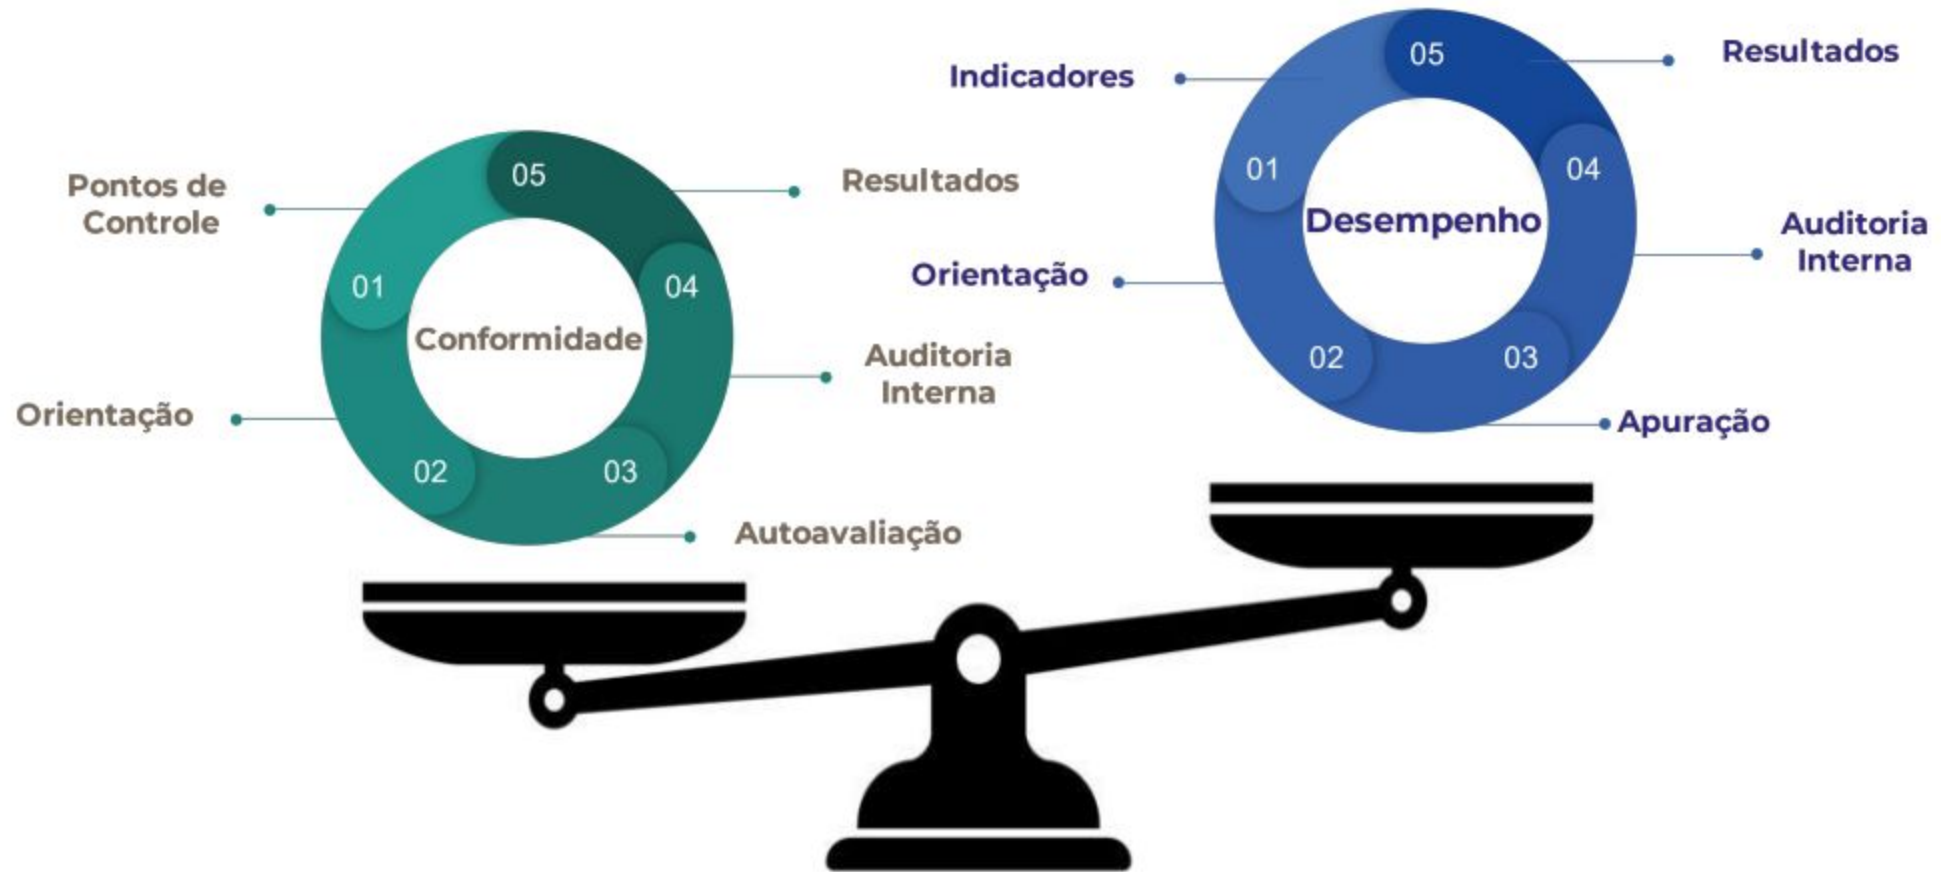 Pontos de
Controle
01
Orientação
02
Autoavaliação
03
Auditoria
Interna
04
Resultados
05
Conformidade
Indicadores
01
Orientação
02
Apuração
03
Auditoria
Interna
04
Resultados
05
Desempenho